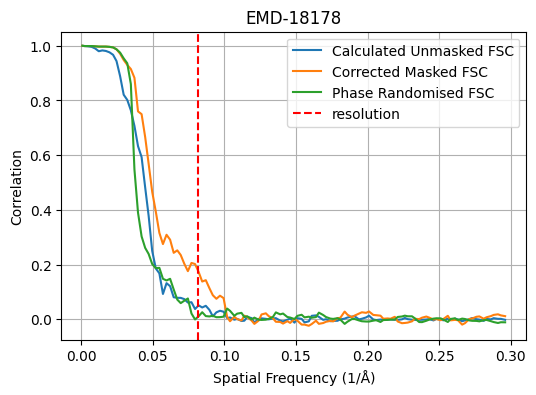 EMD-18178
Calculated Unmasked FSC
Corrected Masked FSC
Phase Randomised FSC
resolution
Correlation
1.0
0.8
0.6
0.4
0.2
0.0
0.00 0.05 0.10 0.15 0.20 0.25 0.30
Spatial Frequency (1/Å)